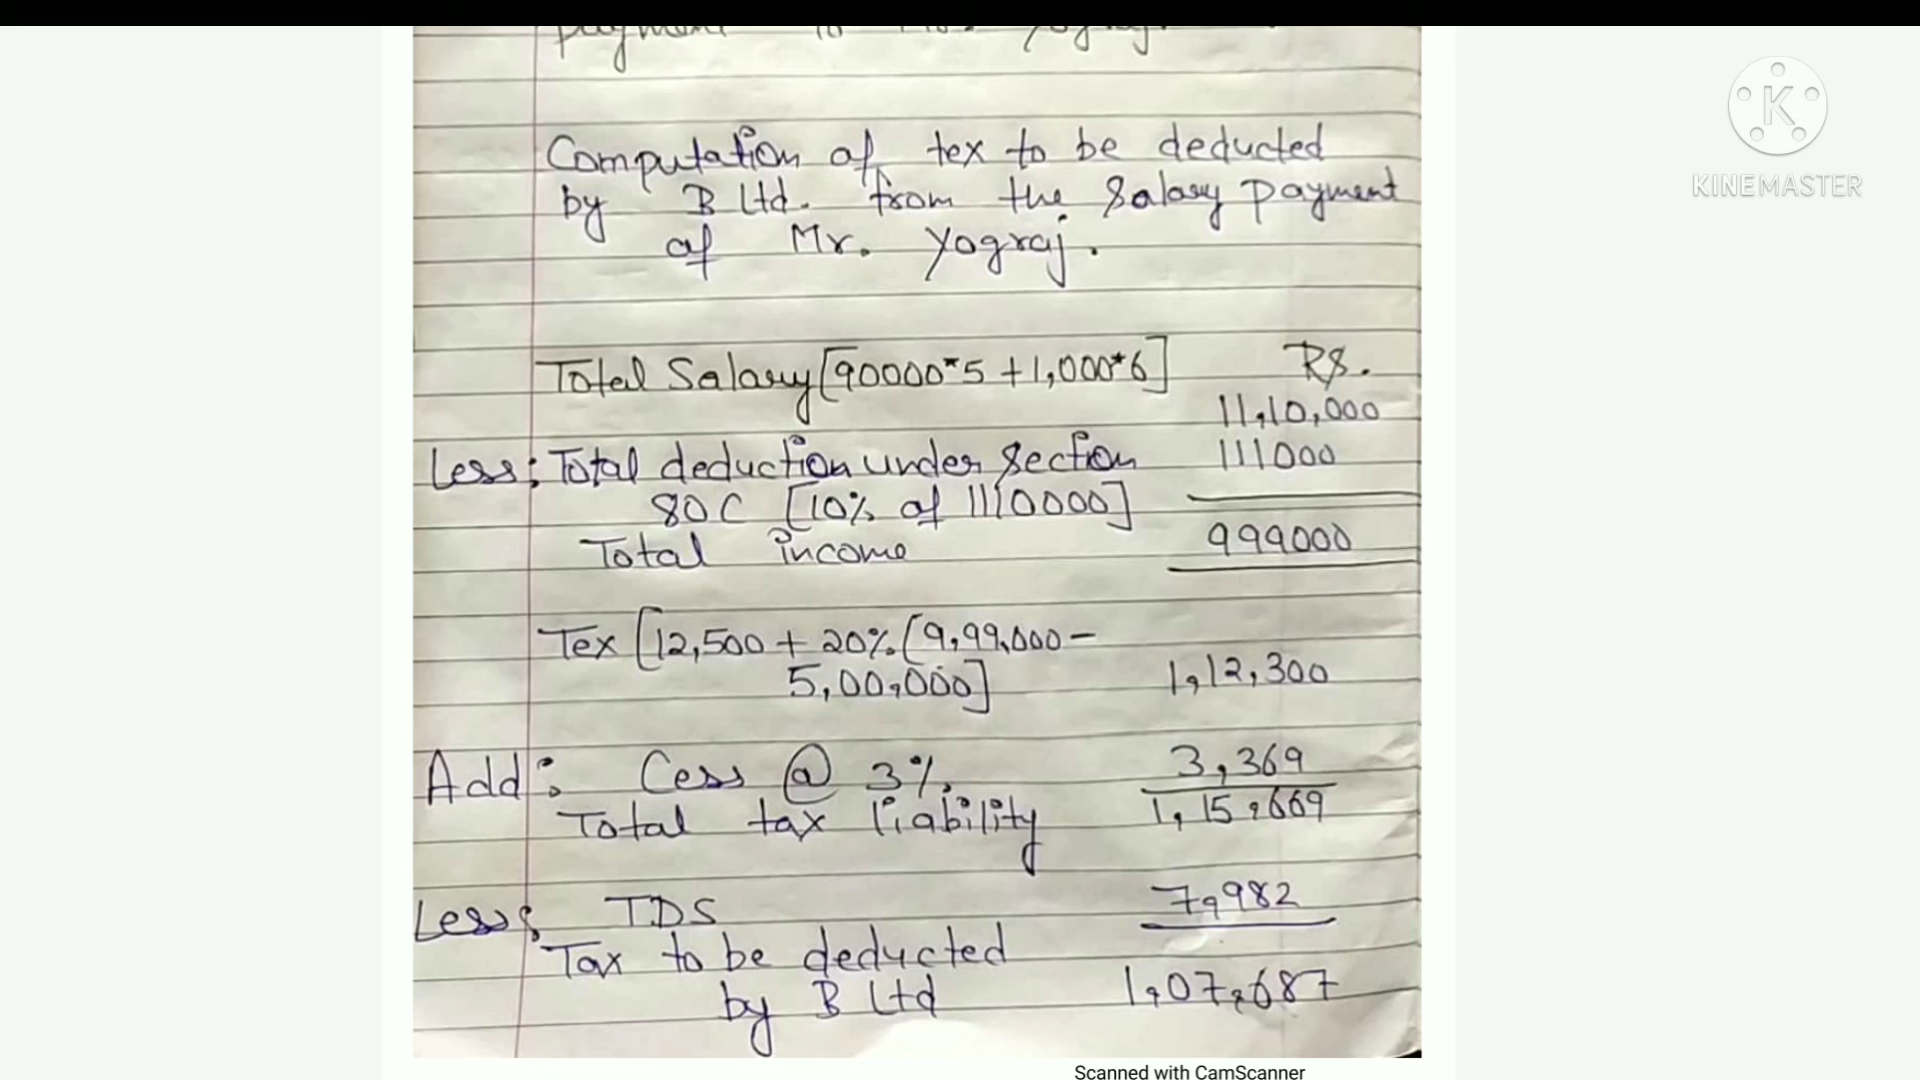 payment to Mr. Yograj.
K
KINEMASTER
Computation of tex to be deducted
by B Ltd. from the Salary payment
of Mr. Yograj.
Total Salary [90000*5 + 1,000*6] RS.
11,10,000
Less: Total deduction under section 111000
80C [10% of 1110000]
Total income 999000
Tex [12,500 + 20% (9,99,000 -
5,00,000] 1,12,300
Add: Cess @ 3% 3,369
Total tax liability 1,15,669
Less: TDS 7,982
Tax to be deducted
by B Ltd 1,07,687
Scanned with CamScanner